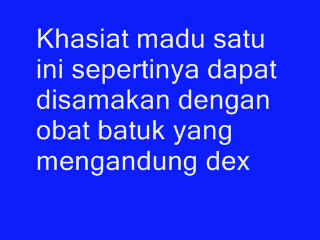 Khasiat madu satu
ini sepertinya dapat
disamakan dengan
obat batuk yang
mengandung dex